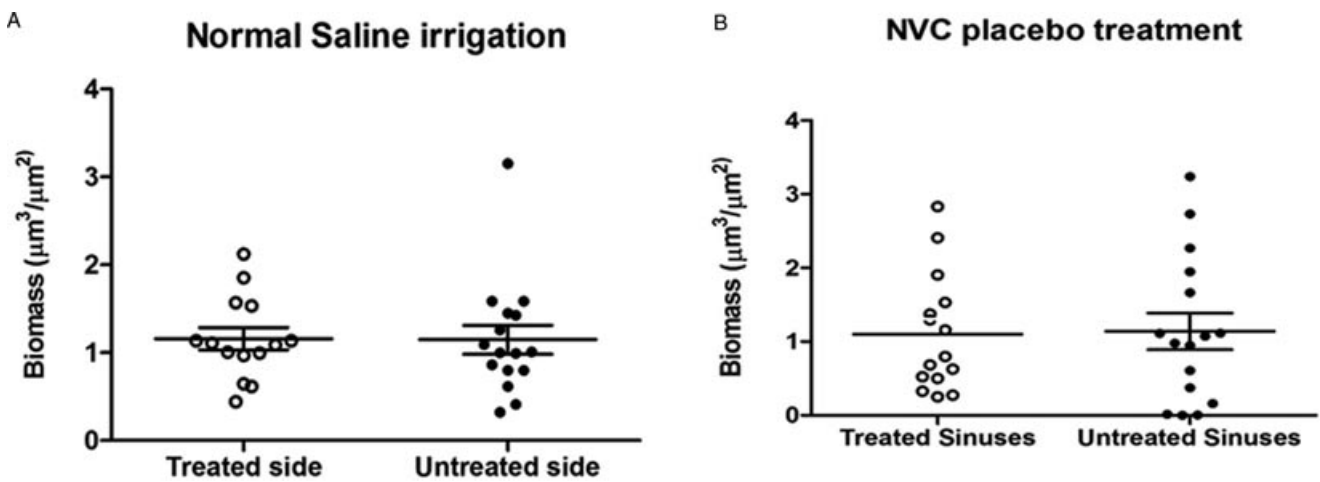 A
Normal Saline irrigation
4
3
2
1
0
Biomass (μm³/μm²)
Treated side
Untreated side
B
NVC placebo treatment
4
3
2
1
0
Biomass (μm³/μm²)
Treated Sinuses
Untreated Sinuses